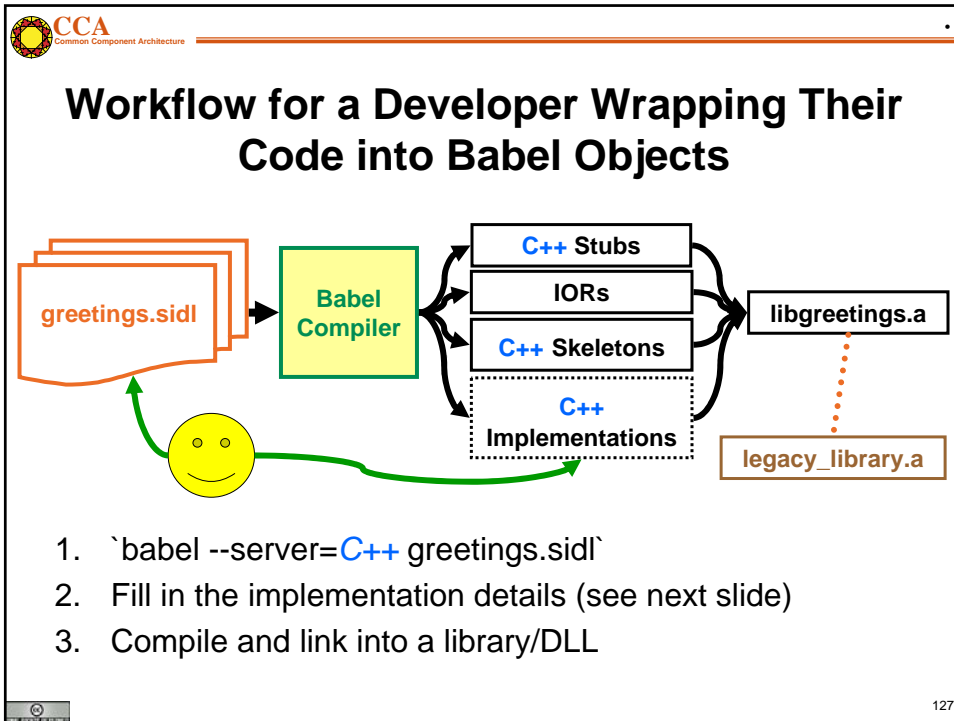 CCA
Common Component Architecture
Workflow for a Developer Wrapping Their
Code into Babel Objects
greetings.sidl
Babel
Compiler
C++ Stubs
IORs
C++ Skeletons
C++
Implementations
libgreetings.a
legacy_library.a
1. `babel --server=C++ greetings.sidl`
2. Fill in the implementation details (see next slide)
3. Compile and link into a library/DLL
127